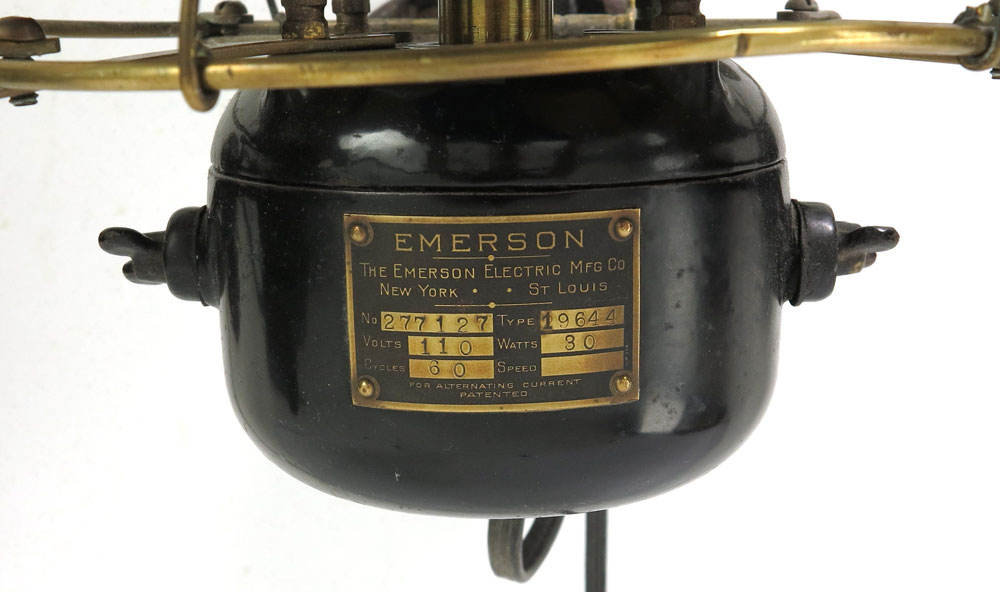 EMERSON
THE EMERSON ELECTRIC MFG CO
NEW YORK • • ST LOUIS
NO 277127 TYPE 19644
VOLTS 110 WATTS 30
CYCLES 60 SPEED
FOR ALTERNATING CURRENT
PATENTED